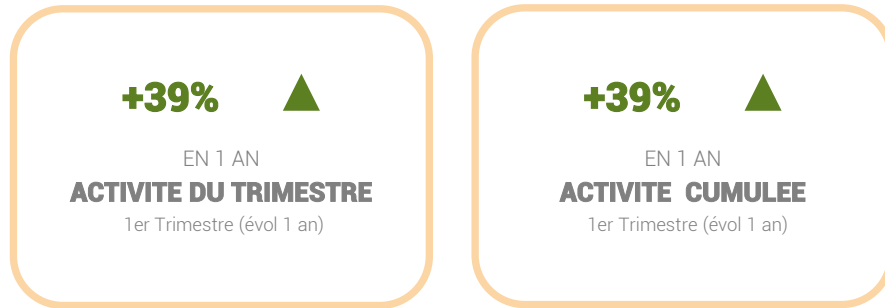 +39%
EN 1 AN
ACTIVITE DU TRIMESTRE
1er Trimestre (évol 1 an)
+39%
EN 1 AN
ACTIVITE CUMULEE
1er Trimestre (évol 1 an)